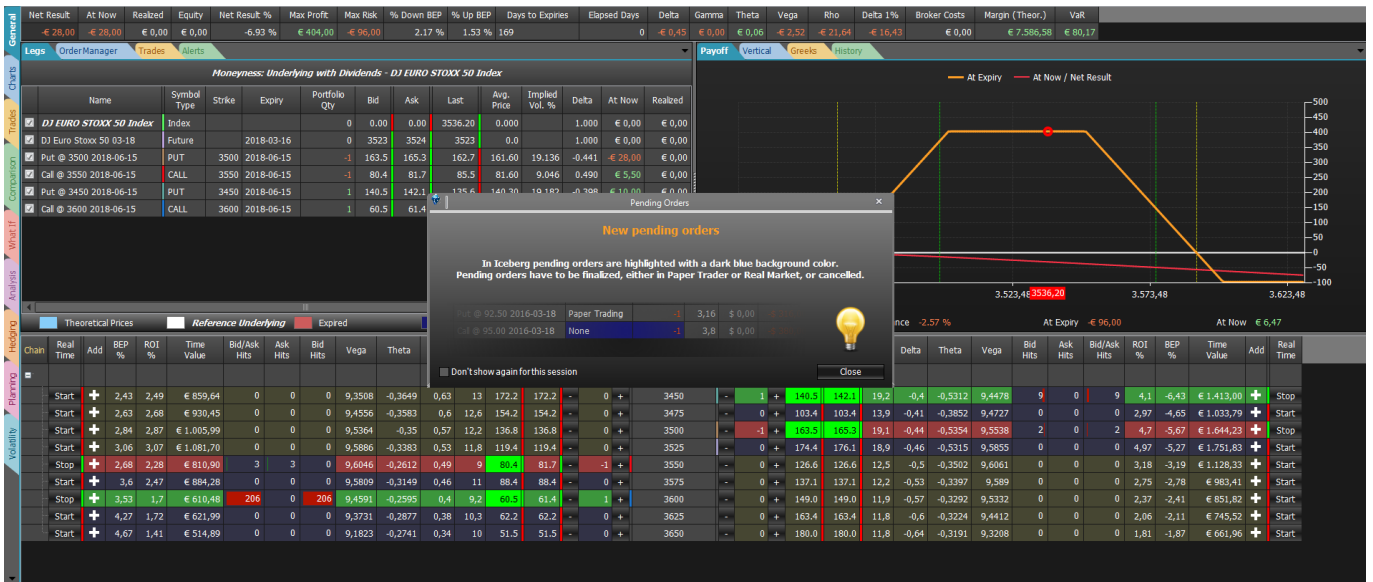 Net Result At Now Realized Equity Net Result % Max Profit Max Risk % Down BEP % Up BEP Days to Expiries Elapsed Days Delta Gamma Theta Vega Rho Delta 1% Broker Costs Margin (Theor.) VaR
-€ 28,00 -€ 28,00 € 0,00 € 0,00 -6.93 % € 404,00 -€ 96,00 2.17 % 1.53 % 169 0 -€ 0,45 € 0,00 € 0,06 -€ 2,52 -€ 21,64 -€ 16,43 € 0,00 € 7.586,58 € 80,17
General
Charts
Trades
Comparison
What If
Analysis
Hedging
Planning
Volatility
Legs Order Manager Trades Alerts
Moneyness: Underlying with Dividends - DJ EURO STOXX 50 Index
Name Symbol Type Strike Expiry Portfolio Qty Bid Ask Last Avg. Price Implied Vol. % Delta At Now Realized
DJ EURO STOXX 50 Index Index 0 0.00 0.00 3536.20 0.000 1.000 € 0,00 € 0,00
DJ Euro Stoxx 50 03-18 Future 2018-03-16 0 3523 3524 3523 0.0 1.000 € 0,00 € 0,00
Put @ 3500 2018-06-15 PUT 3500 2018-06-15 -1 163.5 165.3 162.7 161.60 19.136 -0.441 -€ 28,00 € 0,00
Call @ 3550 2018-06-15 CALL 3550 2018-06-15 -1 80.4 81.7 85.5 81.60 9.046 0.490 € 5,50 € 0,00
Put @ 3450 2018-06-15 PUT 3450 2018-06-15 1 140.5 142.1 135.6 140.30 19.182 -0.398 € 10,00 € 0,00
Call @ 3600 2018-06-15 CALL 3600 2018-06-15 1 60.5 61.4
Payoff Vertical Greeks History
At Expiry At Now / Net Result
500
450
400
350
300
250
200
150
100
50
0
-50
-100
3.523,48 3536,20 3.573,48 3.623,48
nce -2.57 % At Expiry -€ 96,00 At Now € 6,47
Pending Orders
New pending orders
In Iceberg pending orders are highlighted with a dark blue background color.
Pending orders have to be finalized, either in Paper Trader or Real Market, or cancelled.
Put @ 92.50 2016-03-18 Paper Trading -1 3,16 $ 0,00
Call @ 95.00 2016-03-18 None -1 3,8 $ 0,00
Don't show again for this session
Close
Theoretical Prices Reference Underlying Expired
Chain Real Time Add BEP % ROI % Time Value Bid/Ask Hits Ask Hits Bid Hits Vega Theta Delta Theta Vega Bid Hits Ask Hits Bid/Ask Hits ROI % BEP % Time Value Add Real Time
Start 2,43 2,49 € 859,64 0 0 0 9,3508 -0,3649 0,63 13 172.2 172.2 - 0 + 3450 - 1 + 140.5 142.1 19,2 -0,4 -0,5312 9,4478 9 0 9 4,1 -6,43 € 1.413,00 Stop
Start 2,63 2,68 € 930,45 0 0 0 9,4556 -0,3583 0,6 12,6 154.2 154.2 - 0 + 3475 - 0 + 103.4 103.4 13,9 -0,41 -0,3852 9,4727 0 0 0 2,97 -4,65 € 1.033,79 Start
Start 2,84 2,87 € 1.005,99 0 0 0 9,5364 -0,35 0,57 12,2 136.8 136.8 - 0 + 3500 - -1 + 163.5 165.3 19,1 -0,44 -0,5354 9,5538 2 0 2 4,7 -5,67 € 1.644,23 Stop
Start 3,06 3,07 € 1.081,70 0 0 0 9,5886 -0,3383 0,53 11,8 119.4 119.4 - 0 + 3525 - 0 + 174.4 176.1 18,9 -0,46 -0,5315 9,5855 0 0 0 4,97 -5,27 € 1.751,83 Start
Stop 2,68 2,28 € 810,90 3 3 0 9,6046 -0,2612 0,49 9 80.4 81.7 - -1 + 3550 - 0 + 126.6 126.6 12,5 -0,5 -0,3502 9,6061 0 0 0 3,18 -3,19 € 1.128,33 Start
Start 3,6 2,47 € 884,28 0 0 0 9,5809 -0,3149 0,46 11 88.4 88.4 - 0 + 3575 - 0 + 137.1 137.1 12,2 -0,53 -0,3397 9,589 0 0 0 2,75 -2,78 € 983,41 Start
Stop 3,53 1,7 € 610,48 206 0 206 9,4591 -0,2595 0,4 9,2 60.5 61.4 - 1 + 3600 - 0 + 149.0 149.0 11,9 -0,57 -0,3292 9,5332 0 0 0 2,37 -2,41 € 851,82 Start
Start 4,27 1,72 € 621,99 0 0 0 9,3731 -0,2877 0,38 10,3 62.2 62.2 - 0 + 3625 - 0 + 163.4 163.4 11,8 -0,6 -0,3224 9,4412 0 0 0 2,06 -2,11 € 745,52 Start
Start 4,67 1,41 € 514,89 0 0 0 9,1823 -0,2741 0,34 10 51.5 51.5 - 0 + 3650 - 0 + 180.0 180.0 11,8 -0,64 -0,3191 9,3208 0 0 0 1,81 -1,87 € 661,96 Start